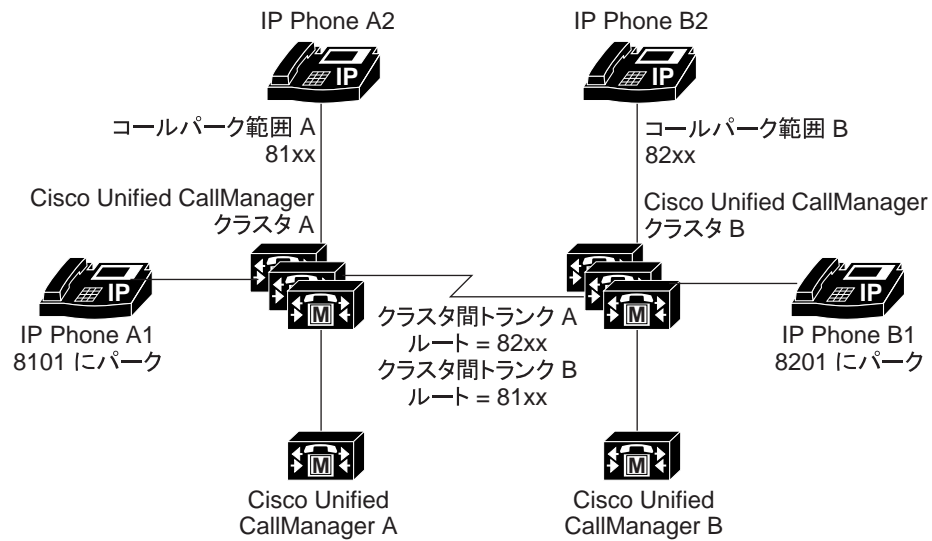 IP Phone A2
IP Phone B2
IP
IP
コールパーク範囲 A
81xx
コールパーク範囲 B
82xx
Cisco Unified CallManager
クラスタ A
Cisco Unified CallManager
クラスタ B
IP
M
M
IP
IP Phone A1
8101 にパーク
クラスタ間トランク A
ルート = 82xx
クラスタ間トランク B
ルート = 81xx
IP Phone B1
8201 にパーク
M
M
Cisco Unified
CallManager A
Cisco Unified
CallManager B